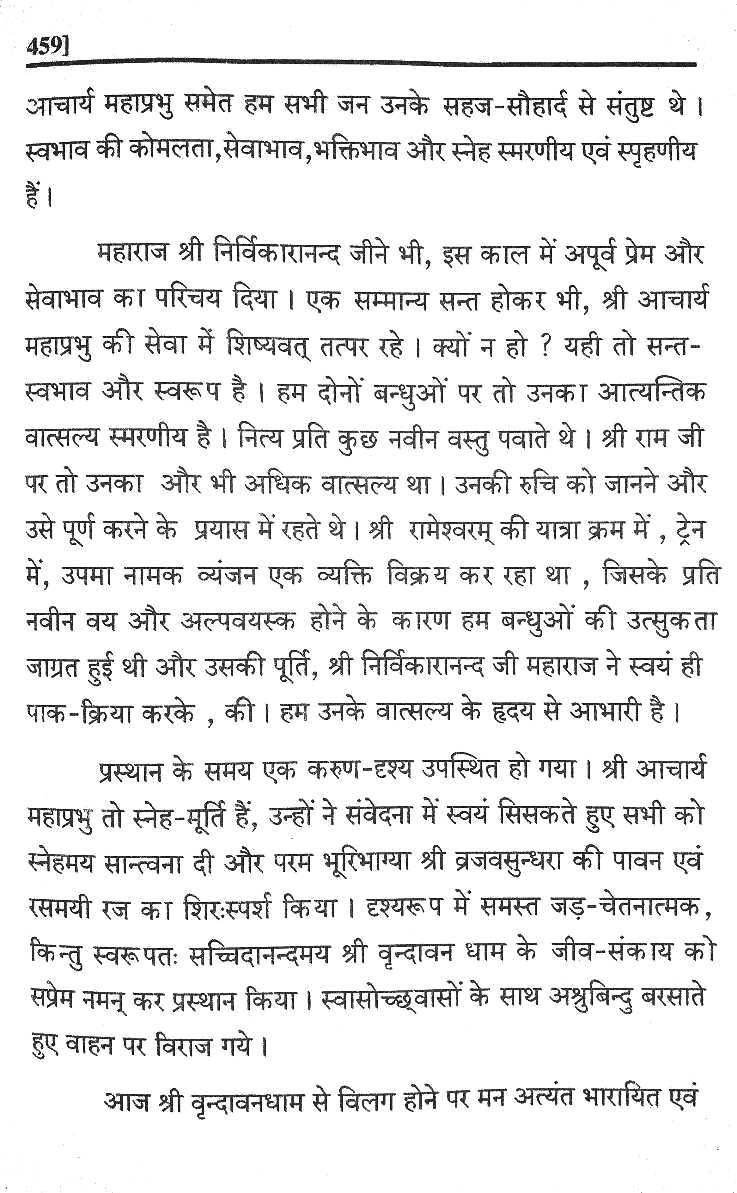 459]
आचार्य महाप्रभु समेत हम सभी जन उनके सहज-सौहार्द से संतुष्ट थे ।
स्वभाव की कोमलता,सेवाभाव,भक्तिभाव और स्नेह स्मरणीय एवं स्पृहणीय
हैं ।
महाराज श्री निर्विकारानन्द जीने भी, इस काल में अपूर्व प्रेम और
सेवाभाव का परिचय दिया । एक सम्मान्य सन्त होकर भी, श्री आचार्य
महाप्रभु की सेवा में शिष्यवत् तत्पर रहे । क्यों न हो ? यही तो सन्त-
स्वभाव और स्वरूप है । हम दोनों बन्धुओं पर तो उनका आत्यन्तिक
वात्सल्य स्मरणीय है । नित्य प्रति कुछ नवीन वस्तु पवाते थे । श्री राम जी
पर तो उनका और भी अधिक वात्सल्य था । उनकी रुचि को जानने और
उसे पूर्ण करने के प्रयास में रहते थे । श्री रामेश्वरम् की यात्रा क्रम में , ट्रेन
में, उपमा नामक व्यंजन एक व्यक्ति विक्रय कर रहा था , जिसके प्रति
नवीन वय और अल्पवयस्क होने के कारण हम बन्धुओं की उत्सुकता
जाग्रत हुई थी और उसकी पूर्ति, श्री निर्विकारानन्द जी महाराज ने स्वयं ही
पाक-क्रिया करके , की । हम उनके वात्सल्य के हृदय से आभारी है ।
प्रस्थान के समय एक करुण-दृश्य उपस्थित हो गया । श्री आचार्य
महाप्रभु तो स्नेह-मूर्ति हैं, उन्हों ने संवेदना में स्वयं सिसकते हुए सभी को
स्नेहमय सान्त्वना दी और परम भूरिभाग्या श्री व्रजवसुन्धरा की पावन एवं
रसमयी रज का शिरःस्पर्श किया । दृश्यरूप में समस्त जड़-चेतनात्मक,
किन्तु स्वरूपतः सच्चिदानन्दमय श्री वृन्दावन धाम के जीव-संकाय को
सप्रेम नमन् कर प्रस्थान किया । स्वासोच्छ्वासों के साथ अश्रुबिन्दु बरसाते
हुए वाहन पर विराज गये ।
आज श्री वृन्दावनधाम से विलग होने पर मन अत्यंत भारायित एवं